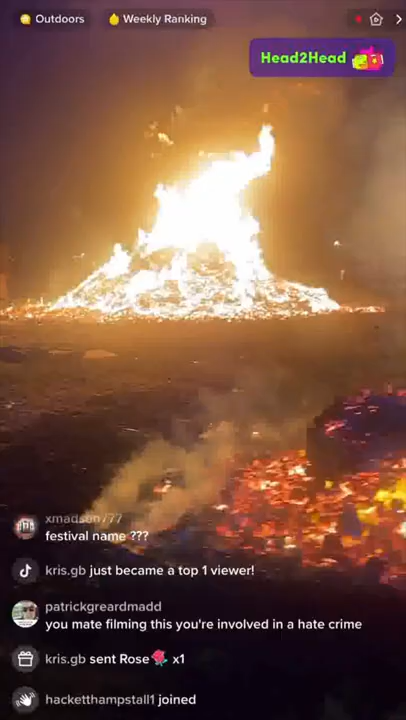 Outdoors
Weekly Ranking
Head2Head
xmadsen777
festival name ???
kris.gb just became a top 1 viewer!
patrickgreardmadd
you mate filming this you're involved in a hate crime
kris.gb sent Rose🌹 x1
hacketthampstall1 joined